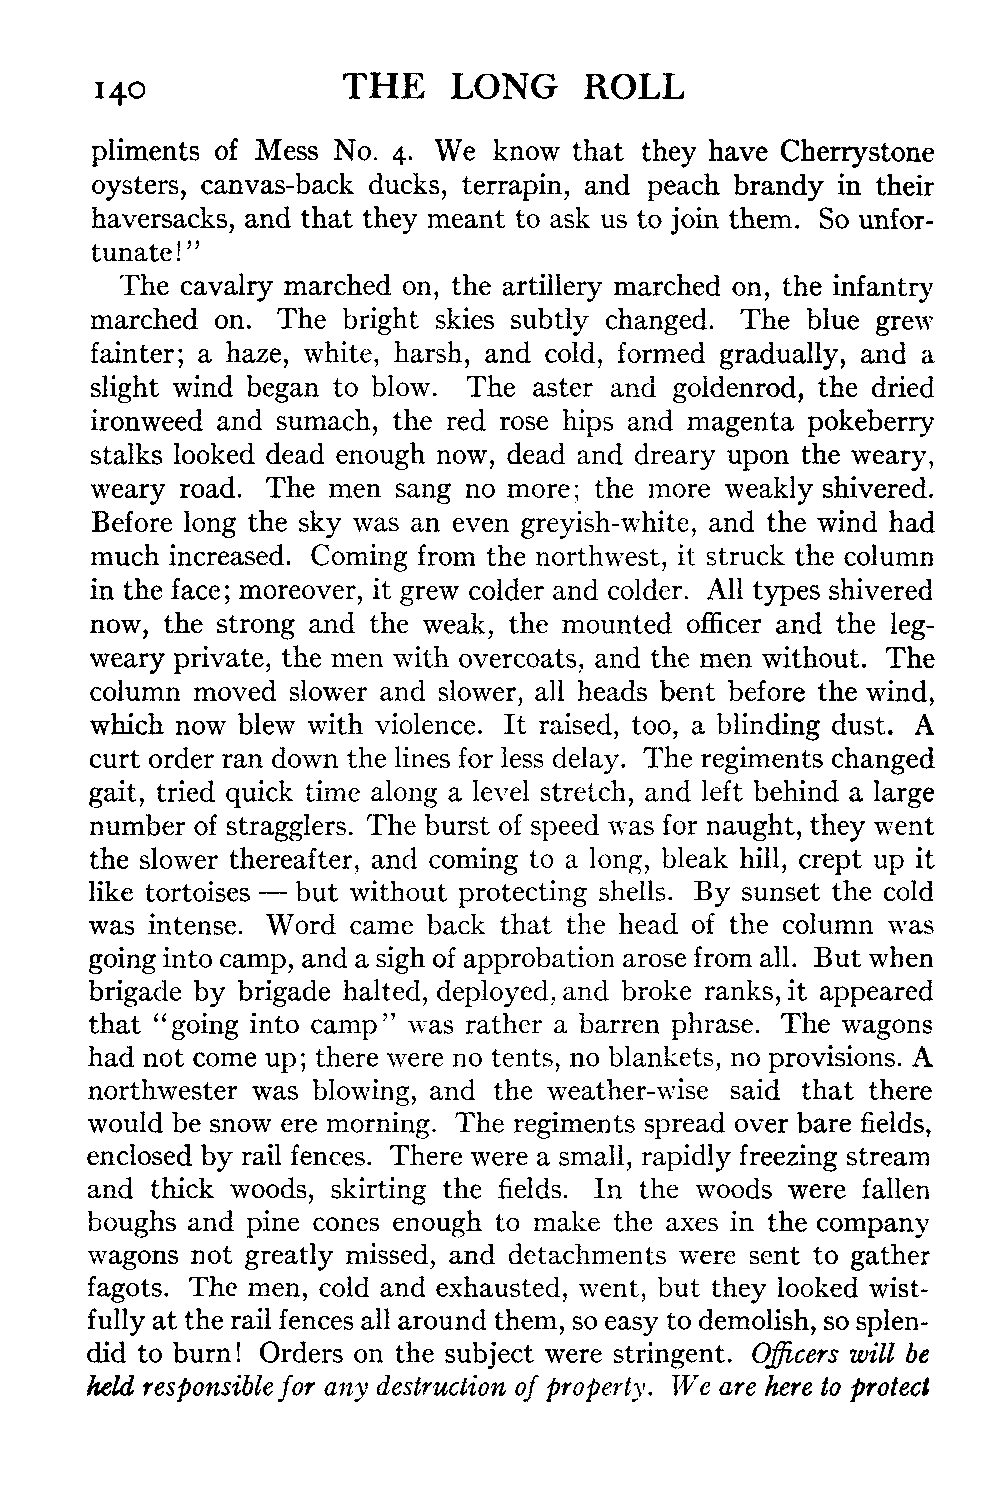 140 THE LONG ROLL
pliments of Mess No. 4. We know that they have Cherrystone
oysters, canvas-back ducks, terrapin, and peach brandy in their
haversacks, and that they meant to ask us to join them. So unfor-
tunate!”
The cavalry marched on, the artillery marched on, the infantry
marched on. The bright skies subtly changed. The blue grew
fainter; a haze, white, harsh, and cold, formed gradually, and a
slight wind began to blow. The aster and goldenrod, the dried
ironweed and sumach, the red rose hips and magenta pokeberry
stalks looked dead enough now, dead and dreary upon the weary,
weary road. The men sang no more; the more weakly shivered.
Before long the sky was an even greyish-white, and the wind had
much increased. Coming from the northwest, it struck the column
in the face; moreover, it grew colder and colder. All types shivered
now, the strong and the weak, the mounted officer and the leg-
weary private, the men with overcoats, and the men without. The
column moved slower and slower, all heads bent before the wind,
which now blew with violence. It raised, too, a blinding dust. A
curt order ran down the lines for less delay. The regiments changed
gait, tried quick time along a level stretch, and left behind a large
number of stragglers. The burst of speed was for naught, they went
the slower thereafter, and coming to a long, bleak hill, crept up it
like tortoises — but without protecting shells. By sunset the cold
was intense. Word came back that the head of the column was
going into camp, and a sigh of approbation arose from all. But when
brigade by brigade halted, deployed, and broke ranks, it appeared
that “going into camp” was rather a barren phrase. The wagons
had not come up; there were no tents, no blankets, no provisions. A
northwester was blowing, and the weather-wise said that there
would be snow ere morning. The regiments spread over bare fields,
enclosed by rail fences. There were a small, rapidly freezing stream
and thick woods, skirting the fields. In the woods were fallen
boughs and pine cones enough to make the axes in the company
wagons not greatly missed, and detachments were sent to gather
fagots. The men, cold and exhausted, went, but they looked wist-
fully at the rail fences all around them, so easy to demolish, so splen-
did to burn! Orders on the subject were stringent. Officers will be
held responsible for any destruction of property. We are here to protect